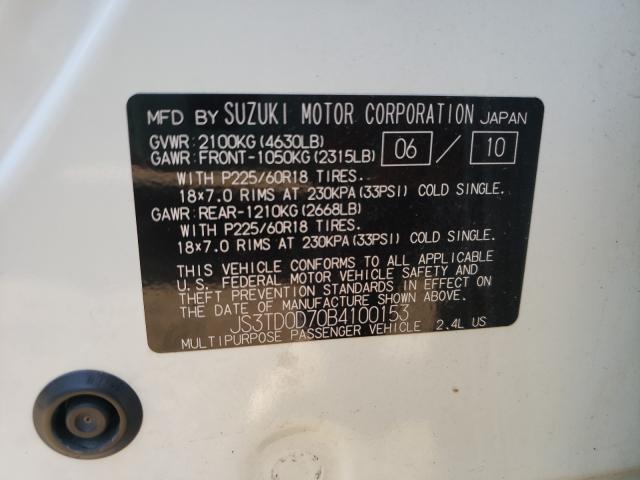 MFD BY SUZUKI MOTOR CORPORATION JAPAN
GVWR: 2100KG (4630LB)
GAWR: FRONT-1050KG (2315LB) 06 / 10
WITH P225/60R18 TIRES.
18×7.0 RIMS AT 230KPA (33PSI) COLD SINGLE.
GAWR: REAR-1210KG (2668LB)
WITH P225/60R18 TIRES.
18×7.0 RIMS AT 230KPA (33PSI) COLD SINGLE.
THIS VEHICLE CONFORMS TO ALL APPLICABLE
U.S. FEDERAL MOTOR VEHICLE SAFETY AND
THEFT PREVENTION STANDARDS IN EFFECT ON
THE DATE OF MANUFACTURE SHOWN ABOVE.
JS3TD0D70B4100153
MULTIPURPOSE PASSENGER VEHICLE 2.4L US